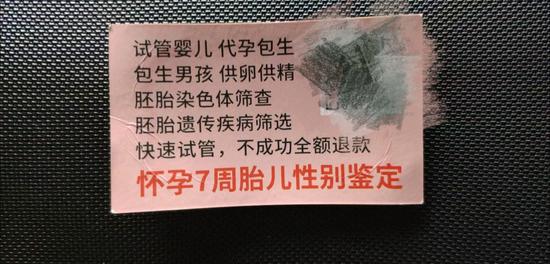 试管婴儿 代孕包生
包生男孩 供卵供精
胚胎染色体筛查
胚胎遗传疾病筛选
快速试管，不成功全额退款
怀孕7周胎儿性别鉴定